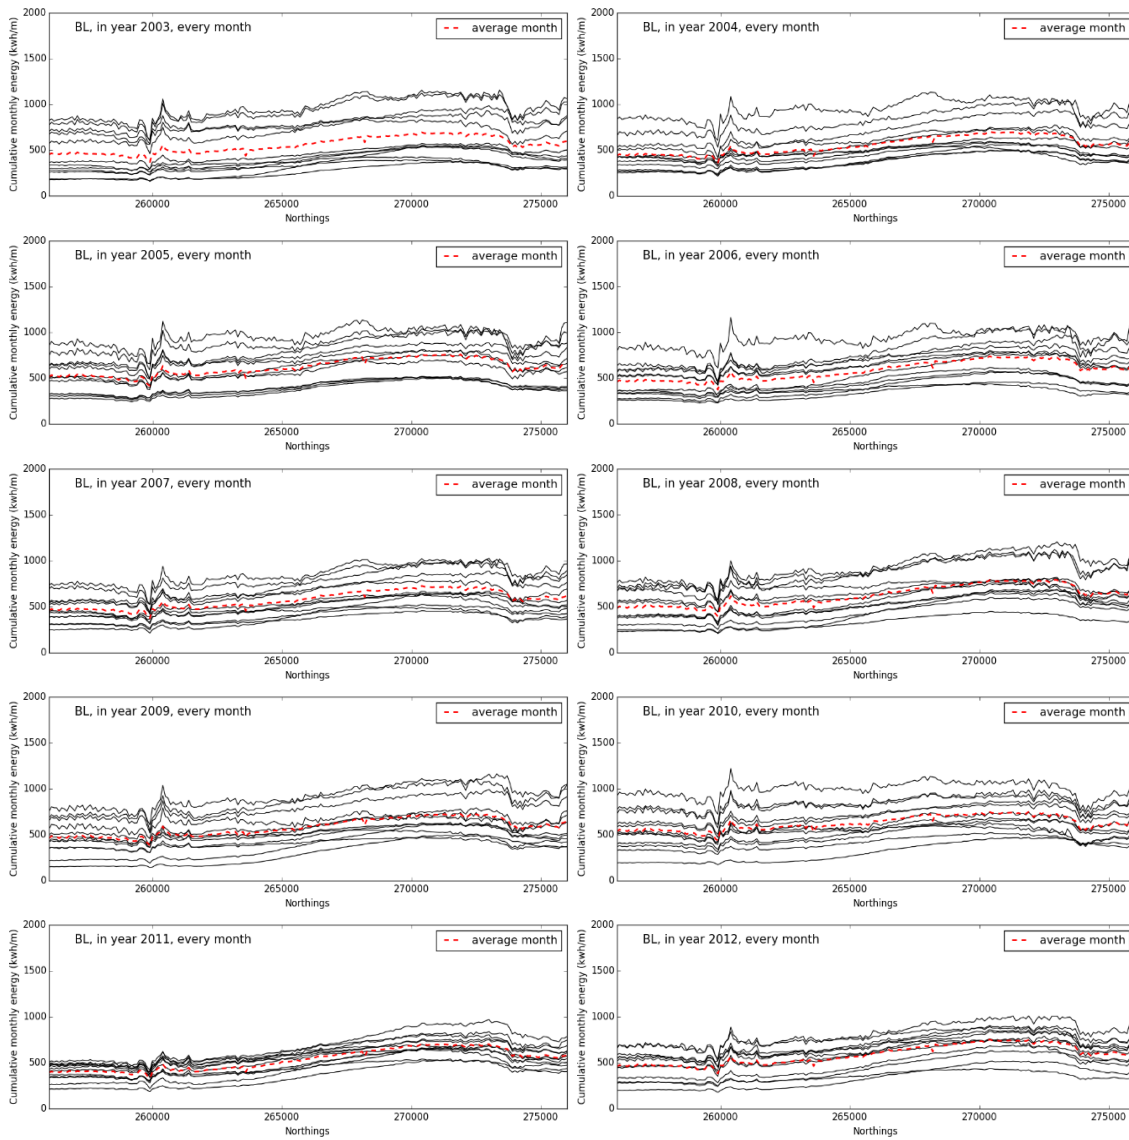 BL, in year 2003, every month
average month
Cumulative monthly energy (kwh/m)
2000
1500
1000
500
0
260000
265000
270000
275000
Northings
BL, in year 2004, every month
average month
Cumulative monthly energy (kwh/m)
2000
1500
1000
500
0
260000
265000
270000
275000
Northings
BL, in year 2005, every month
average month
Cumulative monthly energy (kwh/m)
2000
1500
1000
500
0
260000
265000
270000
275000
Northings
BL, in year 2006, every month
average month
Cumulative monthly energy (kwh/m)
2000
1500
1000
500
0
260000
265000
270000
275000
Northings
BL, in year 2007, every month
average month
Cumulative monthly energy (kwh/m)
2000
1500
1000
500
0
260000
265000
270000
275000
Northings
BL, in year 2008, every month
average month
Cumulative monthly energy (kwh/m)
2000
1500
1000
500
0
260000
265000
270000
275000
Northings
BL, in year 2009, every month
average month
Cumulative monthly energy (kwh/m)
2000
1500
1000
500
0
260000
265000
270000
275000
Northings
BL, in year 2010, every month
average month
Cumulative monthly energy (kwh/m)
2000
1500
1000
500
0
260000
265000
270000
275000
Northings
BL, in year 2011, every month
average month
Cumulative monthly energy (kwh/m)
2000
1500
1000
500
0
260000
265000
270000
275000
Northings
BL, in year 2012, every month
average month
Cumulative monthly energy (kwh/m)
2000
1500
1000
500
0
260000
265000
270000
275000
Northings